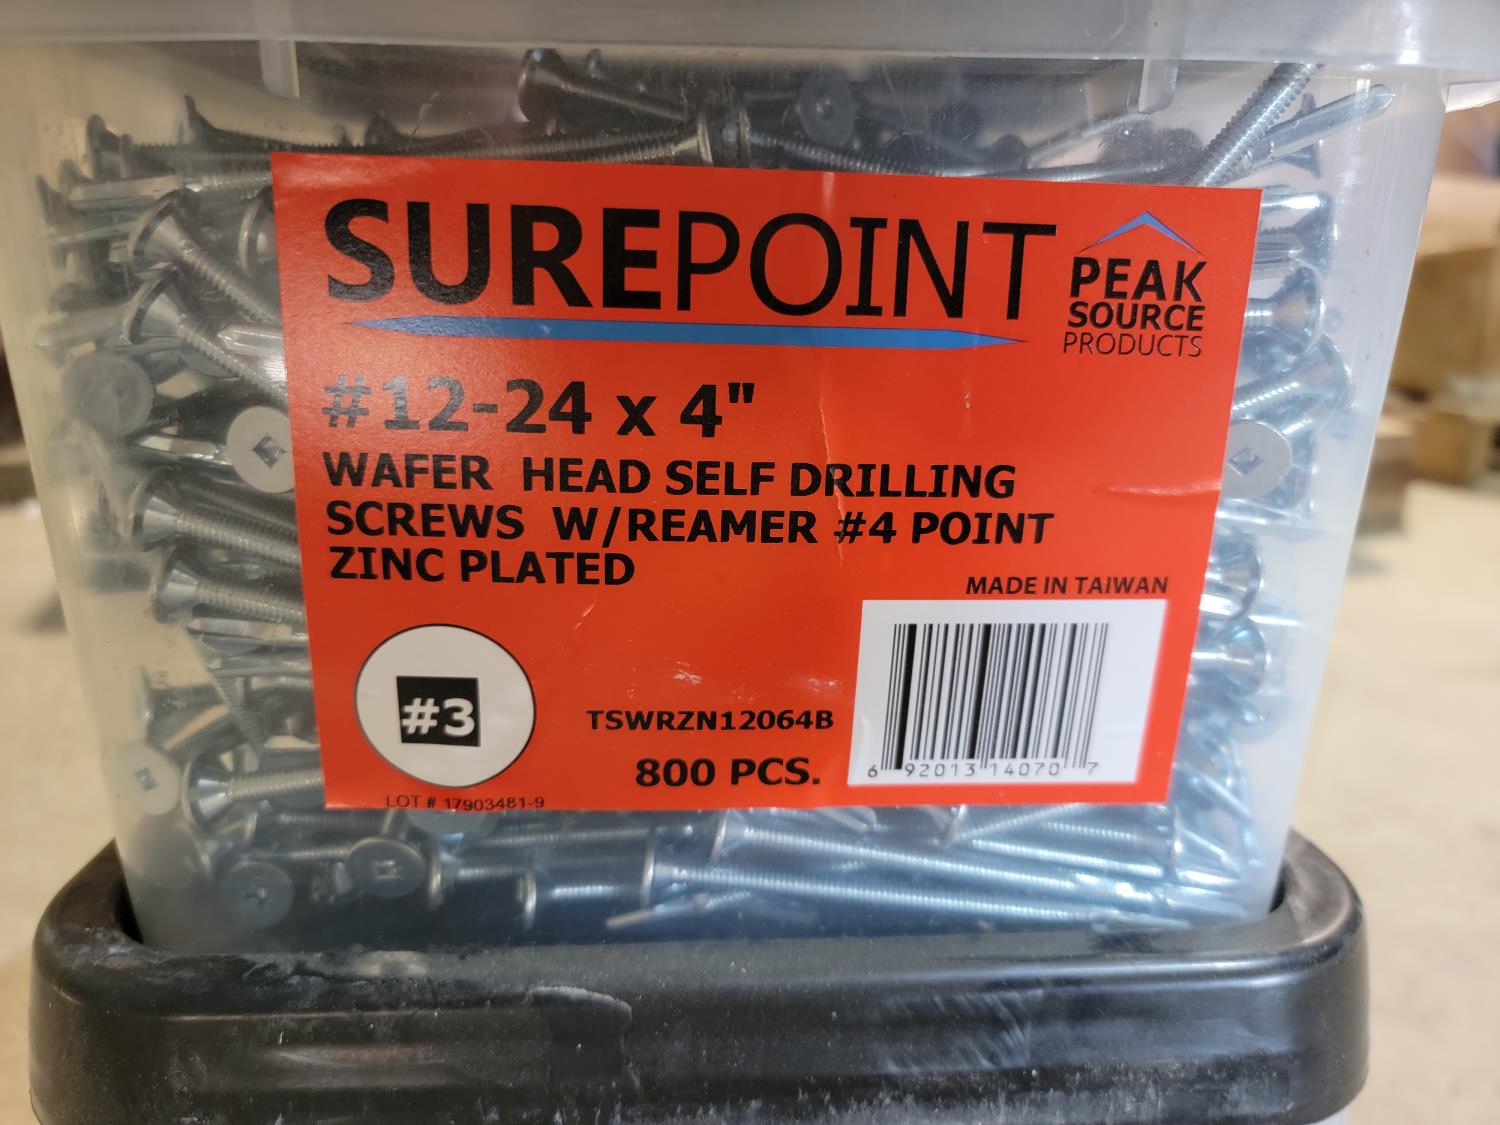 SUREPOINT
PEAK
SOURCE
PRODUCTS
#12-24 x 4"
WAFER HEAD SELF DRILLING
SCREWS W/REAMER #4 POINT
ZINC PLATED
MADE IN TAIWAN
#3
TSWRZN12064B
800 PCS.
6 92013 14070 7
LOT # 17903481-9